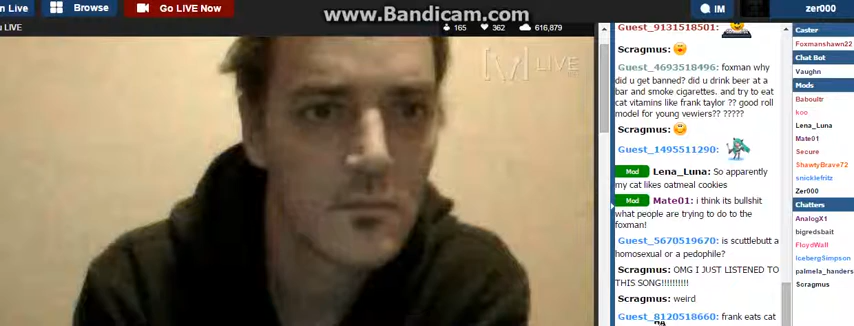 n Live
Browse
Go LIVE Now
www.Bandicam.com
IM
zer000
u LIVE
165
362
616,879
LIVE
Guest_9131518501:
Scragmus:
Guest_4693518496: foxman why
did u get banned? did u drink beer at a
bar and smoke cigarettes. and try to eat
cat vitamins like frank taylor ?? good roll
model for young vewiers?? ?????
Scragmus:
Guest_1495511290:
Mod Lena_Luna: So apparently
my cat likes oatmeal cookies
Mod Mate01: i think its bullshit
what people are trying to do to the
foxman!
Guest_5670519670: is scuttlebutt a
homosexual or a pedophile?
Scragmus: OMG I JUST LISTENED TO
THIS SONG!!!!!!!!!!
Scragmus: weird
Guest_8120518660: frank eats cat
Caster
Foxmanshawn22
Chat Bot
Vaughn
Mods
Baboultr
koo
Lena_Luna
Mate01
Secure
ShawtyBrave72
snicklefritz
Zer000
Chatters
AnalogX1
bigredsbait
FloydWall
IcebergSimpson
palmela_handers
Scragmus